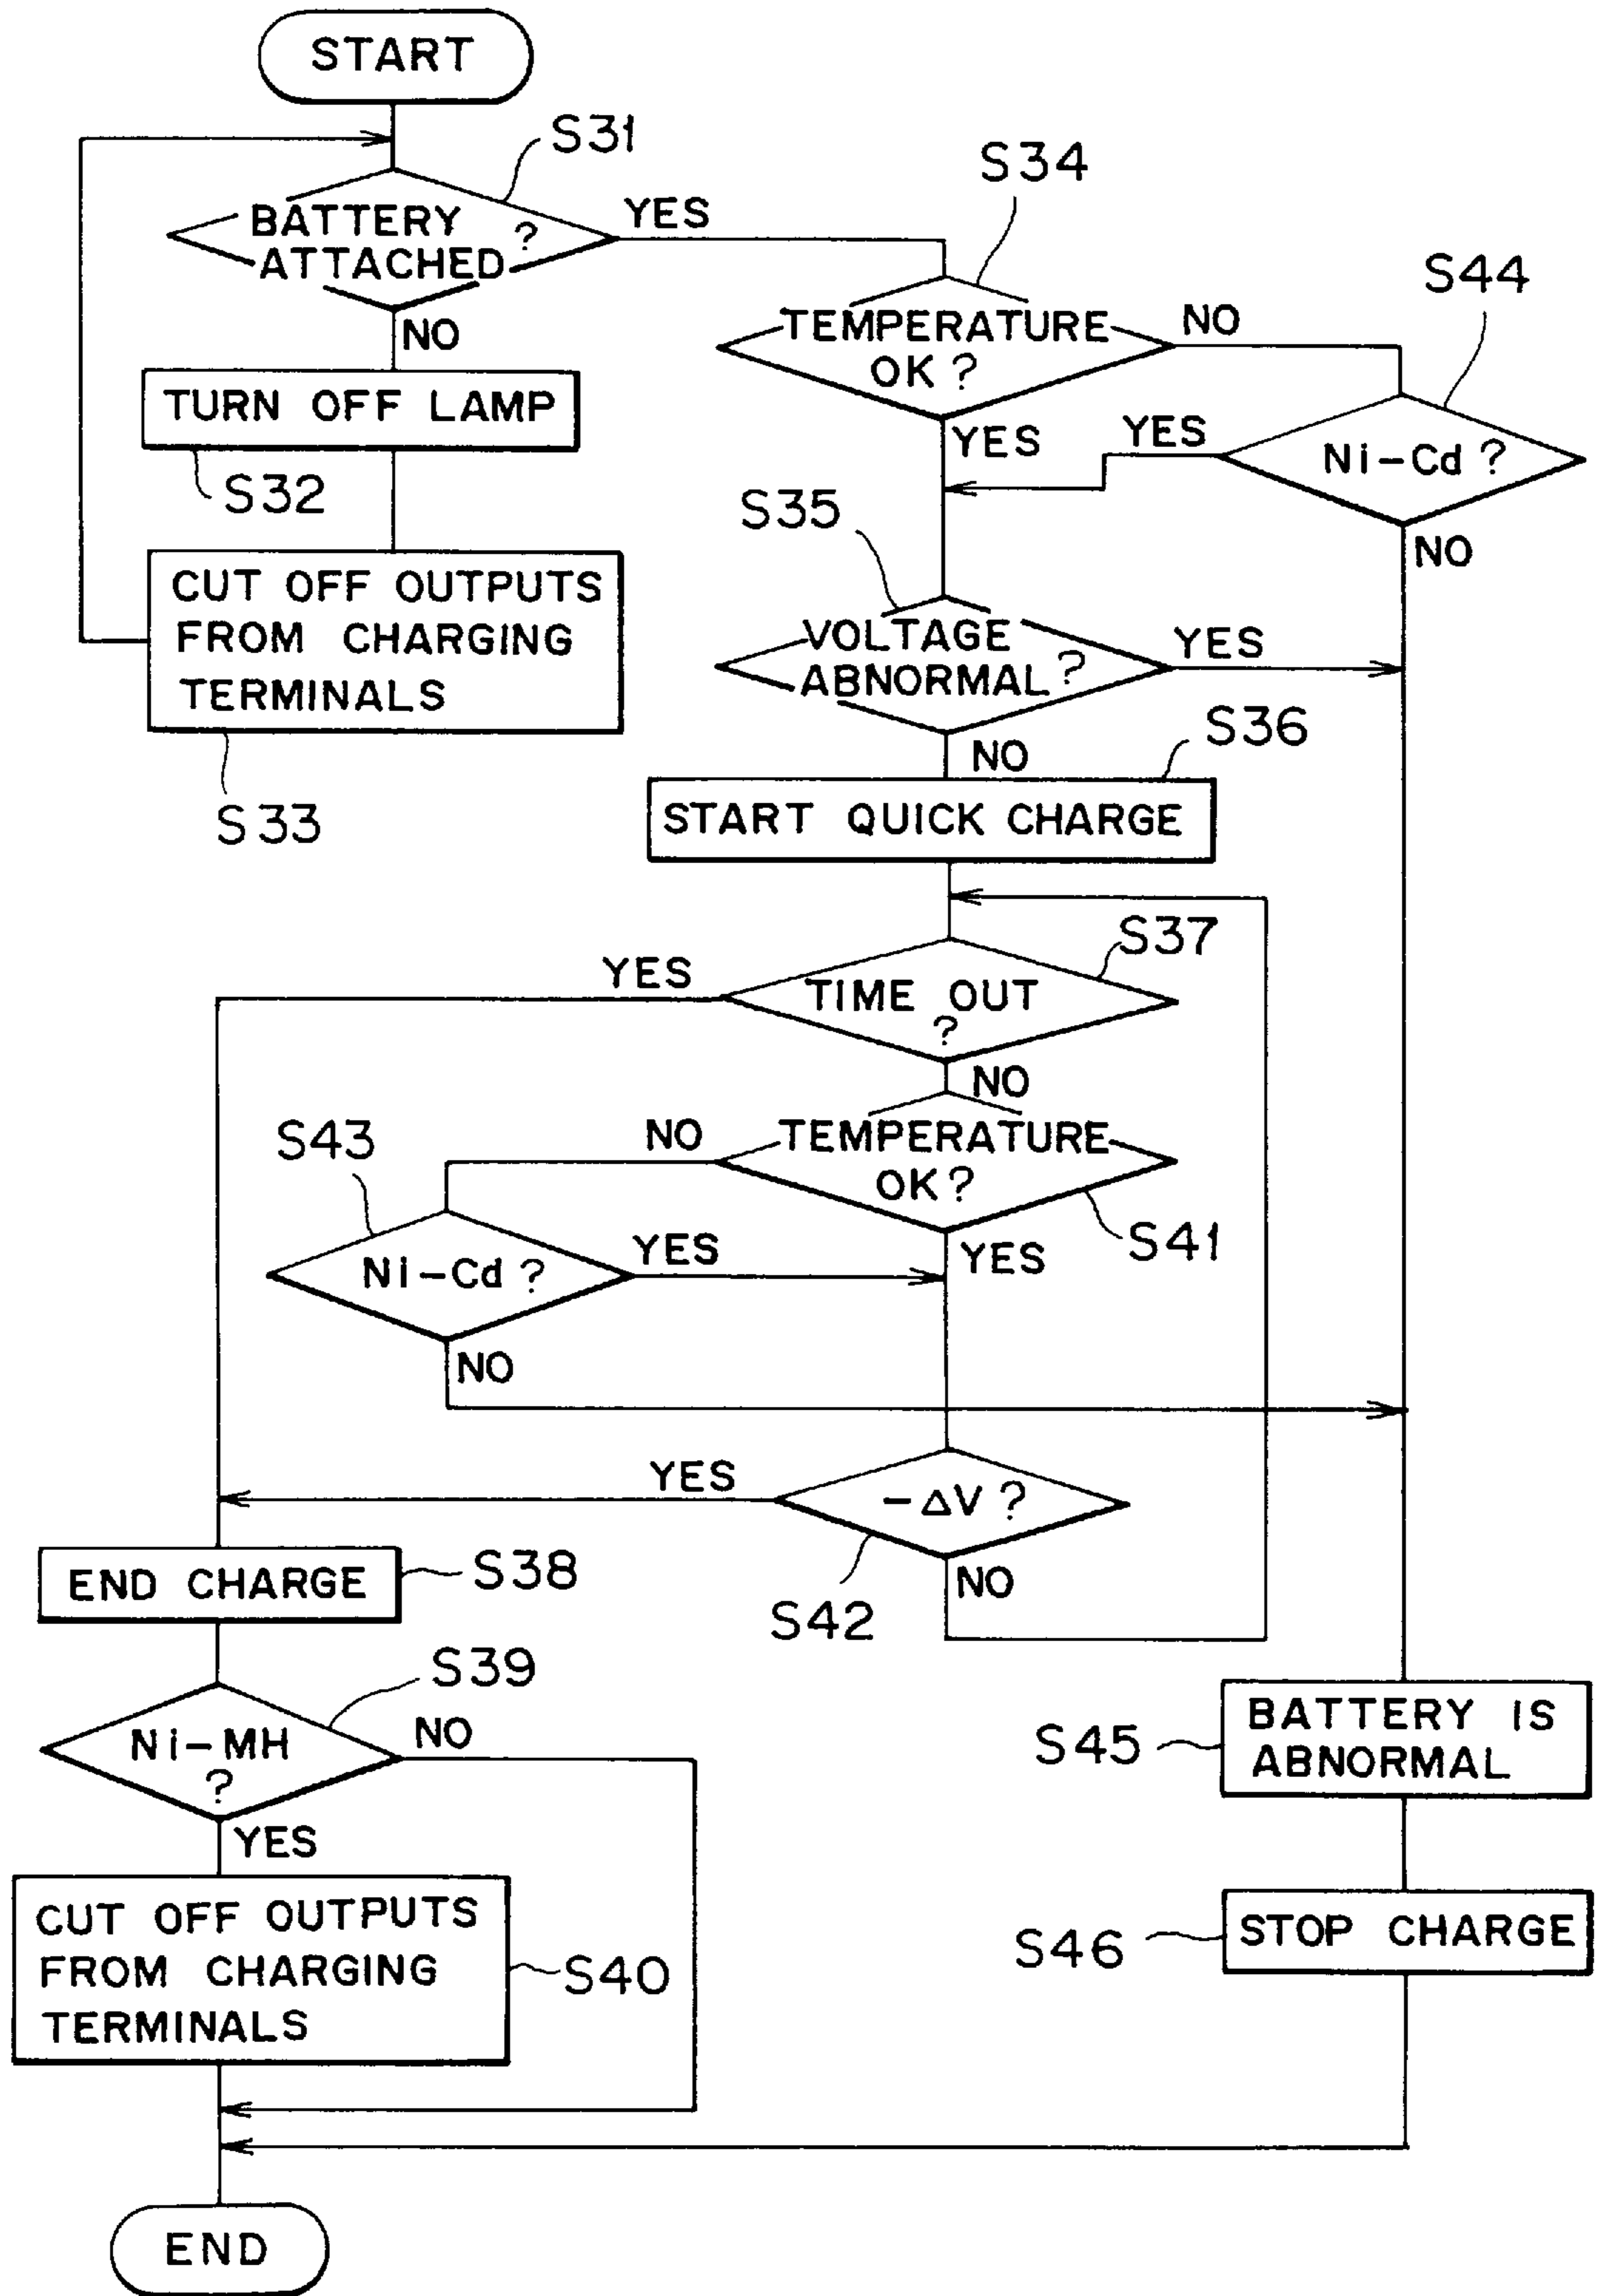 START
S31
BATTERY ATTACHED ?
YES
NO
TURN OFF LAMP
S32
CUT OFF OUTPUTS
FROM CHARGING
TERMINALS
S33
S34
TEMPERATURE
OK ?
NO
YES
S44
Ni-Cd ?
YES
NO
S35
VOLTAGE
ABNORMAL ?
YES
NO
S36
START QUICK CHARGE
S37
TIME OUT
?
YES
NO
TEMPERATURE
OK ?
S41
NO
YES
S43
Ni-Cd ?
YES
NO
-ΔV ?
YES
S42
NO
END CHARGE
S38
S39
Ni-MH
?
NO
YES
CUT OFF OUTPUTS
FROM CHARGING
TERMINALS
S40
S45
BATTERY IS
ABNORMAL
S46
STOP CHARGE
END